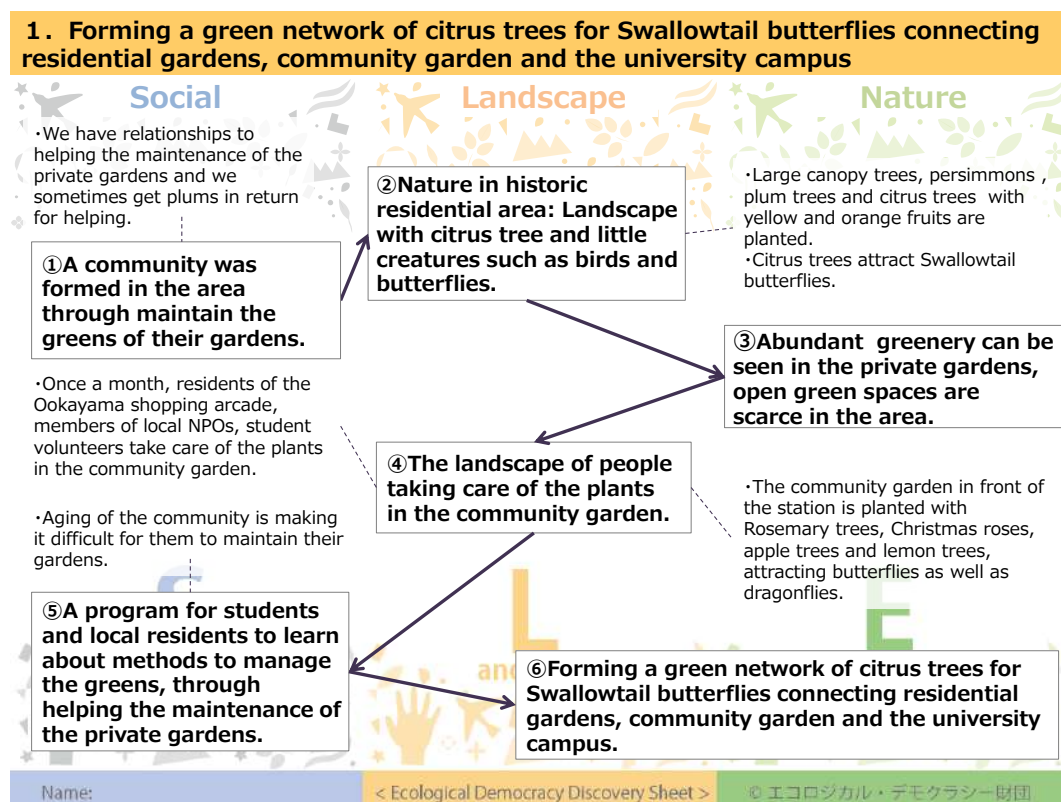 1．Forming a green network of citrus trees for Swallowtail butterflies connecting
residential gardens, community garden and the university campus
Social
Landscape
Nature
･We have relationships to
helping the maintenance of the
private gardens and we
sometimes get plums in return
for helping.
①A community was
formed in the area
through maintain the
greens of their gardens.
②Nature in historic
residential area: Landscape
with citrus tree and little
creatures such as birds and
butterflies.
･Large canopy trees, persimmons ,
plum trees and citrus trees with
yellow and orange fruits are
planted.
･Citrus trees attract Swallowtail
butterflies.
③Abundant greenery can be
seen in the private gardens,
open green spaces are
scarce in the area.
･Once a month, residents of the
Ookayama shopping arcade,
members of local NPOs, student
volunteers take care of the plants
in the community garden.
④The landscape of people
taking care of the plants
in the community garden.
･The community garden in front of
the station is planted with
Rosemary trees, Christmas roses,
apple trees and lemon trees,
attracting butterflies as well as
dragonflies.
･Aging of the community is making
it difficult for them to maintain their
gardens.
L
E
⑤A program for students
and local residents to learn
about methods to manage
the greens, through
helping the maintenance of
the private gardens.
⑥Forming a green network of citrus trees for
Swallowtail butterflies connecting residential
gardens, community garden and the university
campus.
Name:
< Ecological Democracy Discovery Sheet >
© エコロジカル・デモクラシー財団